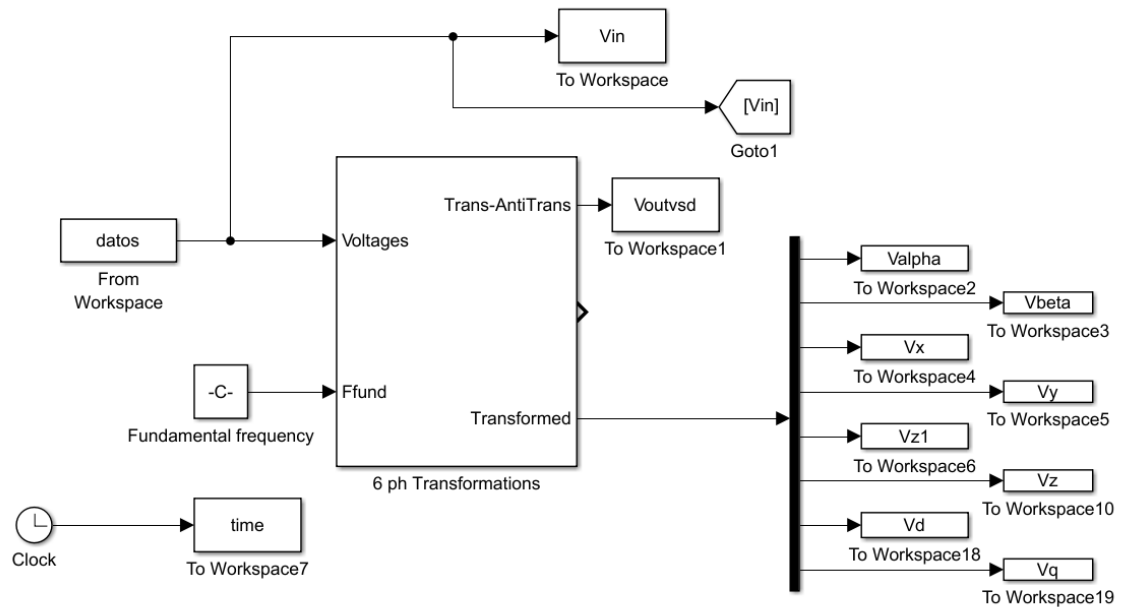 Vin
To Workspace
[Vin]
Goto1
Trans-AntiTrans
Voutvsd
To Workspace1
datos
From
Workspace
Voltages
Valpha
To Workspace2
Vbeta
To Workspace3
Vx
To Workspace4
-C-
Fundamental frequency
Ffund
Transformed
6 ph Transformations
Vy
To Workspace5
Vz1
To Workspace6
Vz
To Workspace10
Clock
time
To Workspace7
Vd
To Workspace18
Vq
To Workspace19